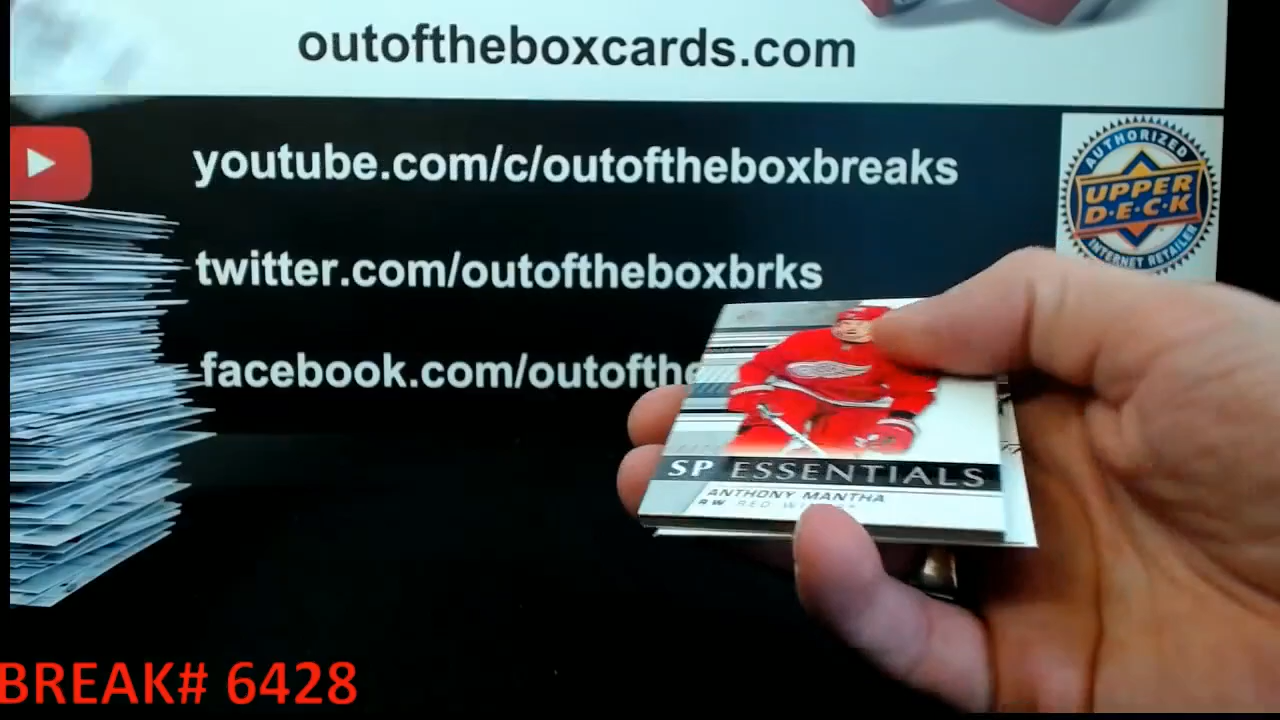 outoftheboxcards.com
youtube.com/c/outoftheboxbreaks
AUTHORIZED
UPPER
D·E·C·K
INTERNET RETAILER
twitter.com/outoftheboxbrks
facebook.com/outofthe
SP ESSENTIALS
ANTHONY MANTHA
RW RED
BREAK# 6428